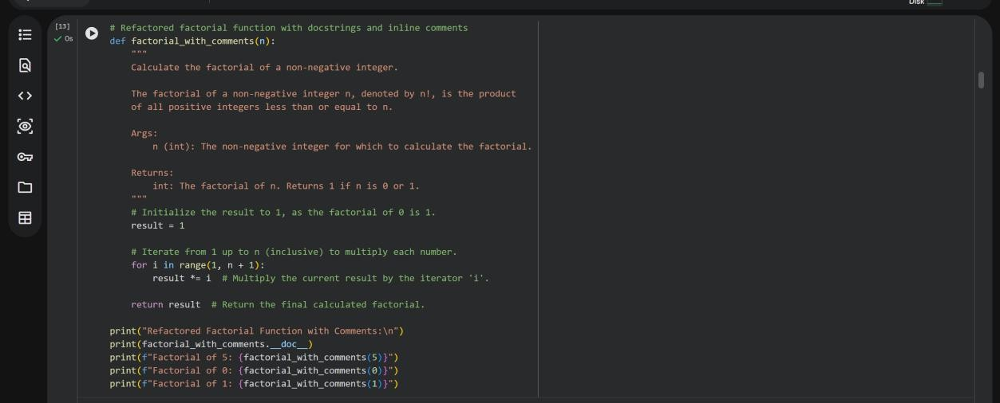 Disk
[13]
0s
# Refactored factorial function with docstrings and inline comments
def factorial_with_comments(n):
    """
    Calculate the factorial of a non-negative integer.

    The factorial of a non-negative integer n, denoted by n!, is the product
    of all positive integers less than or equal to n.

    Args:
        n (int): The non-negative integer for which to calculate the factorial.

    Returns:
        int: The factorial of n. Returns 1 if n is 0 or 1.
    """
    # Initialize the result to 1, as the factorial of 0 is 1.
    result = 1

    # Iterate from 1 up to n (inclusive) to multiply each number.
    for i in range(1, n + 1):
        result *= i  # Multiply the current result by the iterator 'i'.

    return result  # Return the final calculated factorial.

print("Refactored Factorial Function with Comments:\n")
print(factorial_with_comments.__doc__)
print(f"Factorial of 5: {factorial_with_comments(5)}")
print(f"Factorial of 0: {factorial_with_comments(0)}")
print(f"Factorial of 1: {factorial_with_comments(1)}")